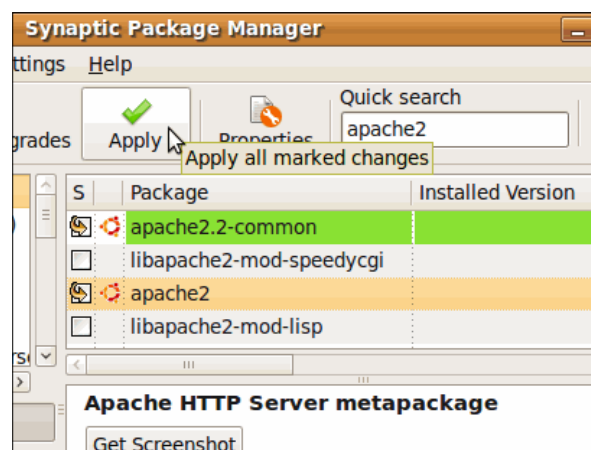 Synaptic Package Manager
ttings Help
grades Apply Properties
Quick search
apache2
Apply all marked changes
S Package Installed Version
apache2.2-common
libapache2-mod-speedycgi
apache2
libapache2-mod-lisp
Apache HTTP Server metapackage
Get Screenshot